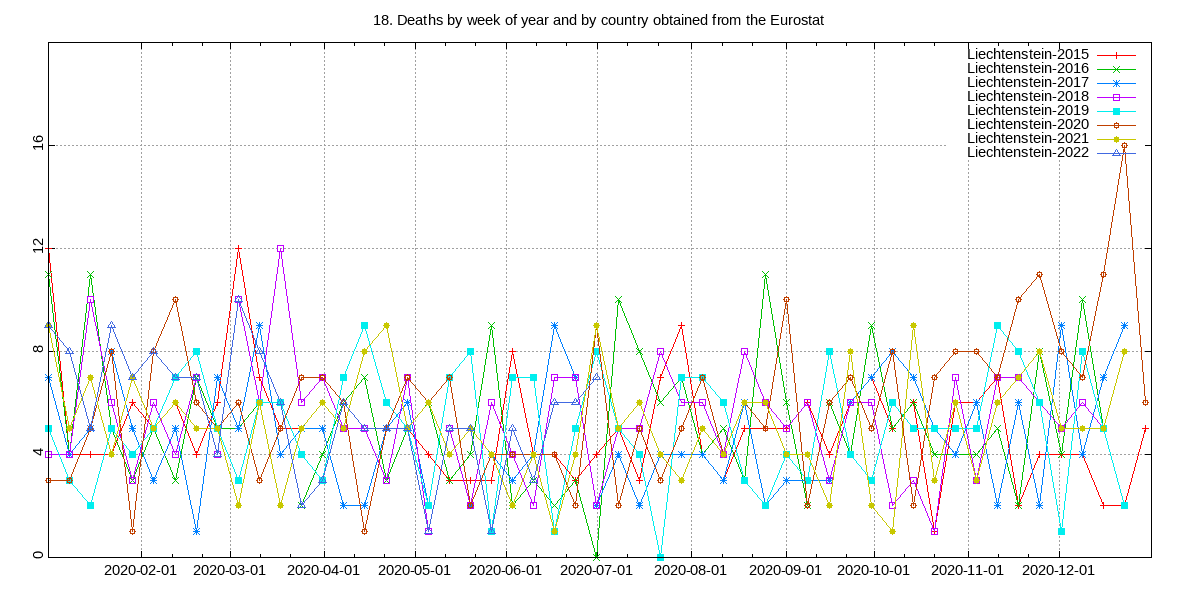 18. Deaths by week of year and by country obtained from the Eurostat
Liechtenstein-2015
Liechtenstein-2016
Liechtenstein-2017
Liechtenstein-2018
Liechtenstein-2019
Liechtenstein-2020
Liechtenstein-2021
Liechtenstein-2022
16
12
8
4
0
2020-02-01 2020-03-01 2020-04-01 2020-05-01 2020-06-01 2020-07-01 2020-08-01 2020-09-01 2020-10-01 2020-11-01 2020-12-01